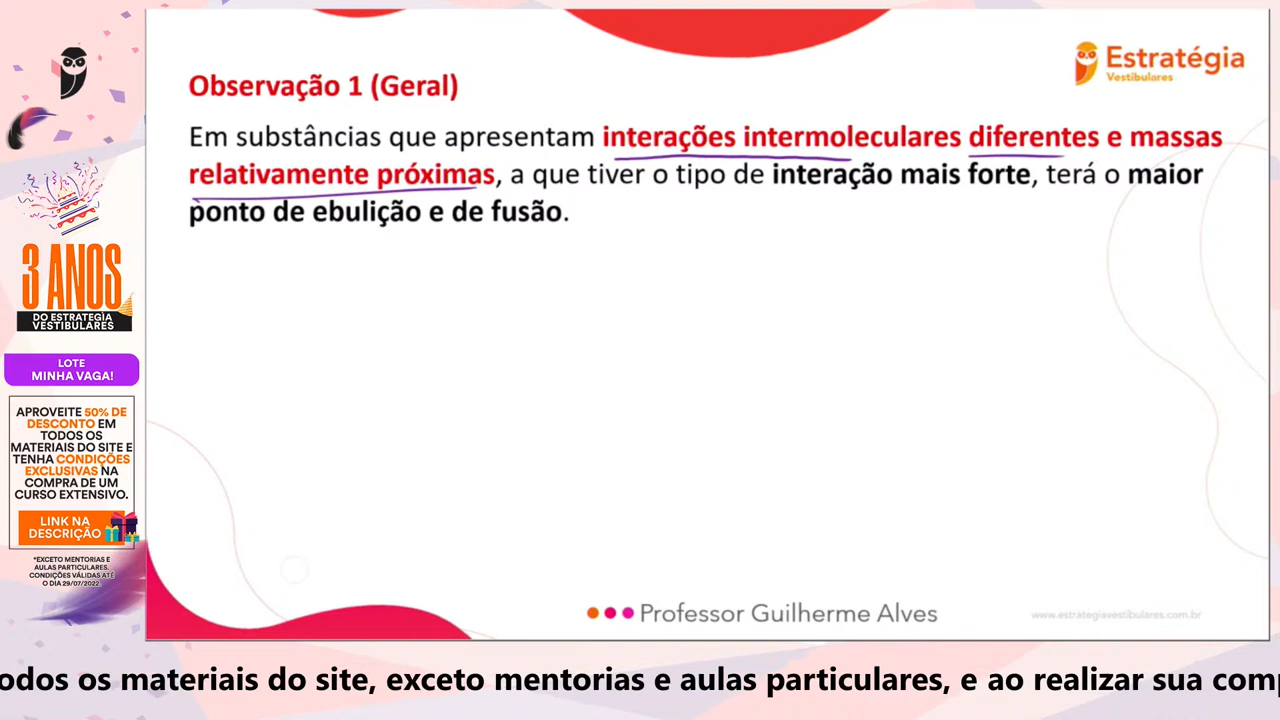 Observação 1 (Geral)
Em substâncias que apresentam interações intermoleculares diferentes e massas
relativamente próximas, a que tiver o tipo de interação mais forte, terá o maior
ponto de ebulição e de fusão.
Estratégia
Vestibulares
3 ANOS
DO ESTRATEGIA
VESTIBULARES
LOTE
MINHA VAGA!
APROVEITE 50% DE
DESCONTO EM
TODOS OS
MATERIAIS DO SITE E
TENHA CONDIÇÕES
EXCLUSIVAS NA
COMPRA DE UM
CURSO EXTENSIVO.
LINK NA
DESCRIÇÃO
*EXCETO MENTORIAS E
AULAS PARTICULARES.
CONDIÇÕES VÁLIDAS ATÉ
O DIA 29/07/2022.
Professor Guilherme Alves
www.estrategiavestibulares.com.br
odos os materiais do site, exceto mentorias e aulas particulares, e ao realizar sua comp